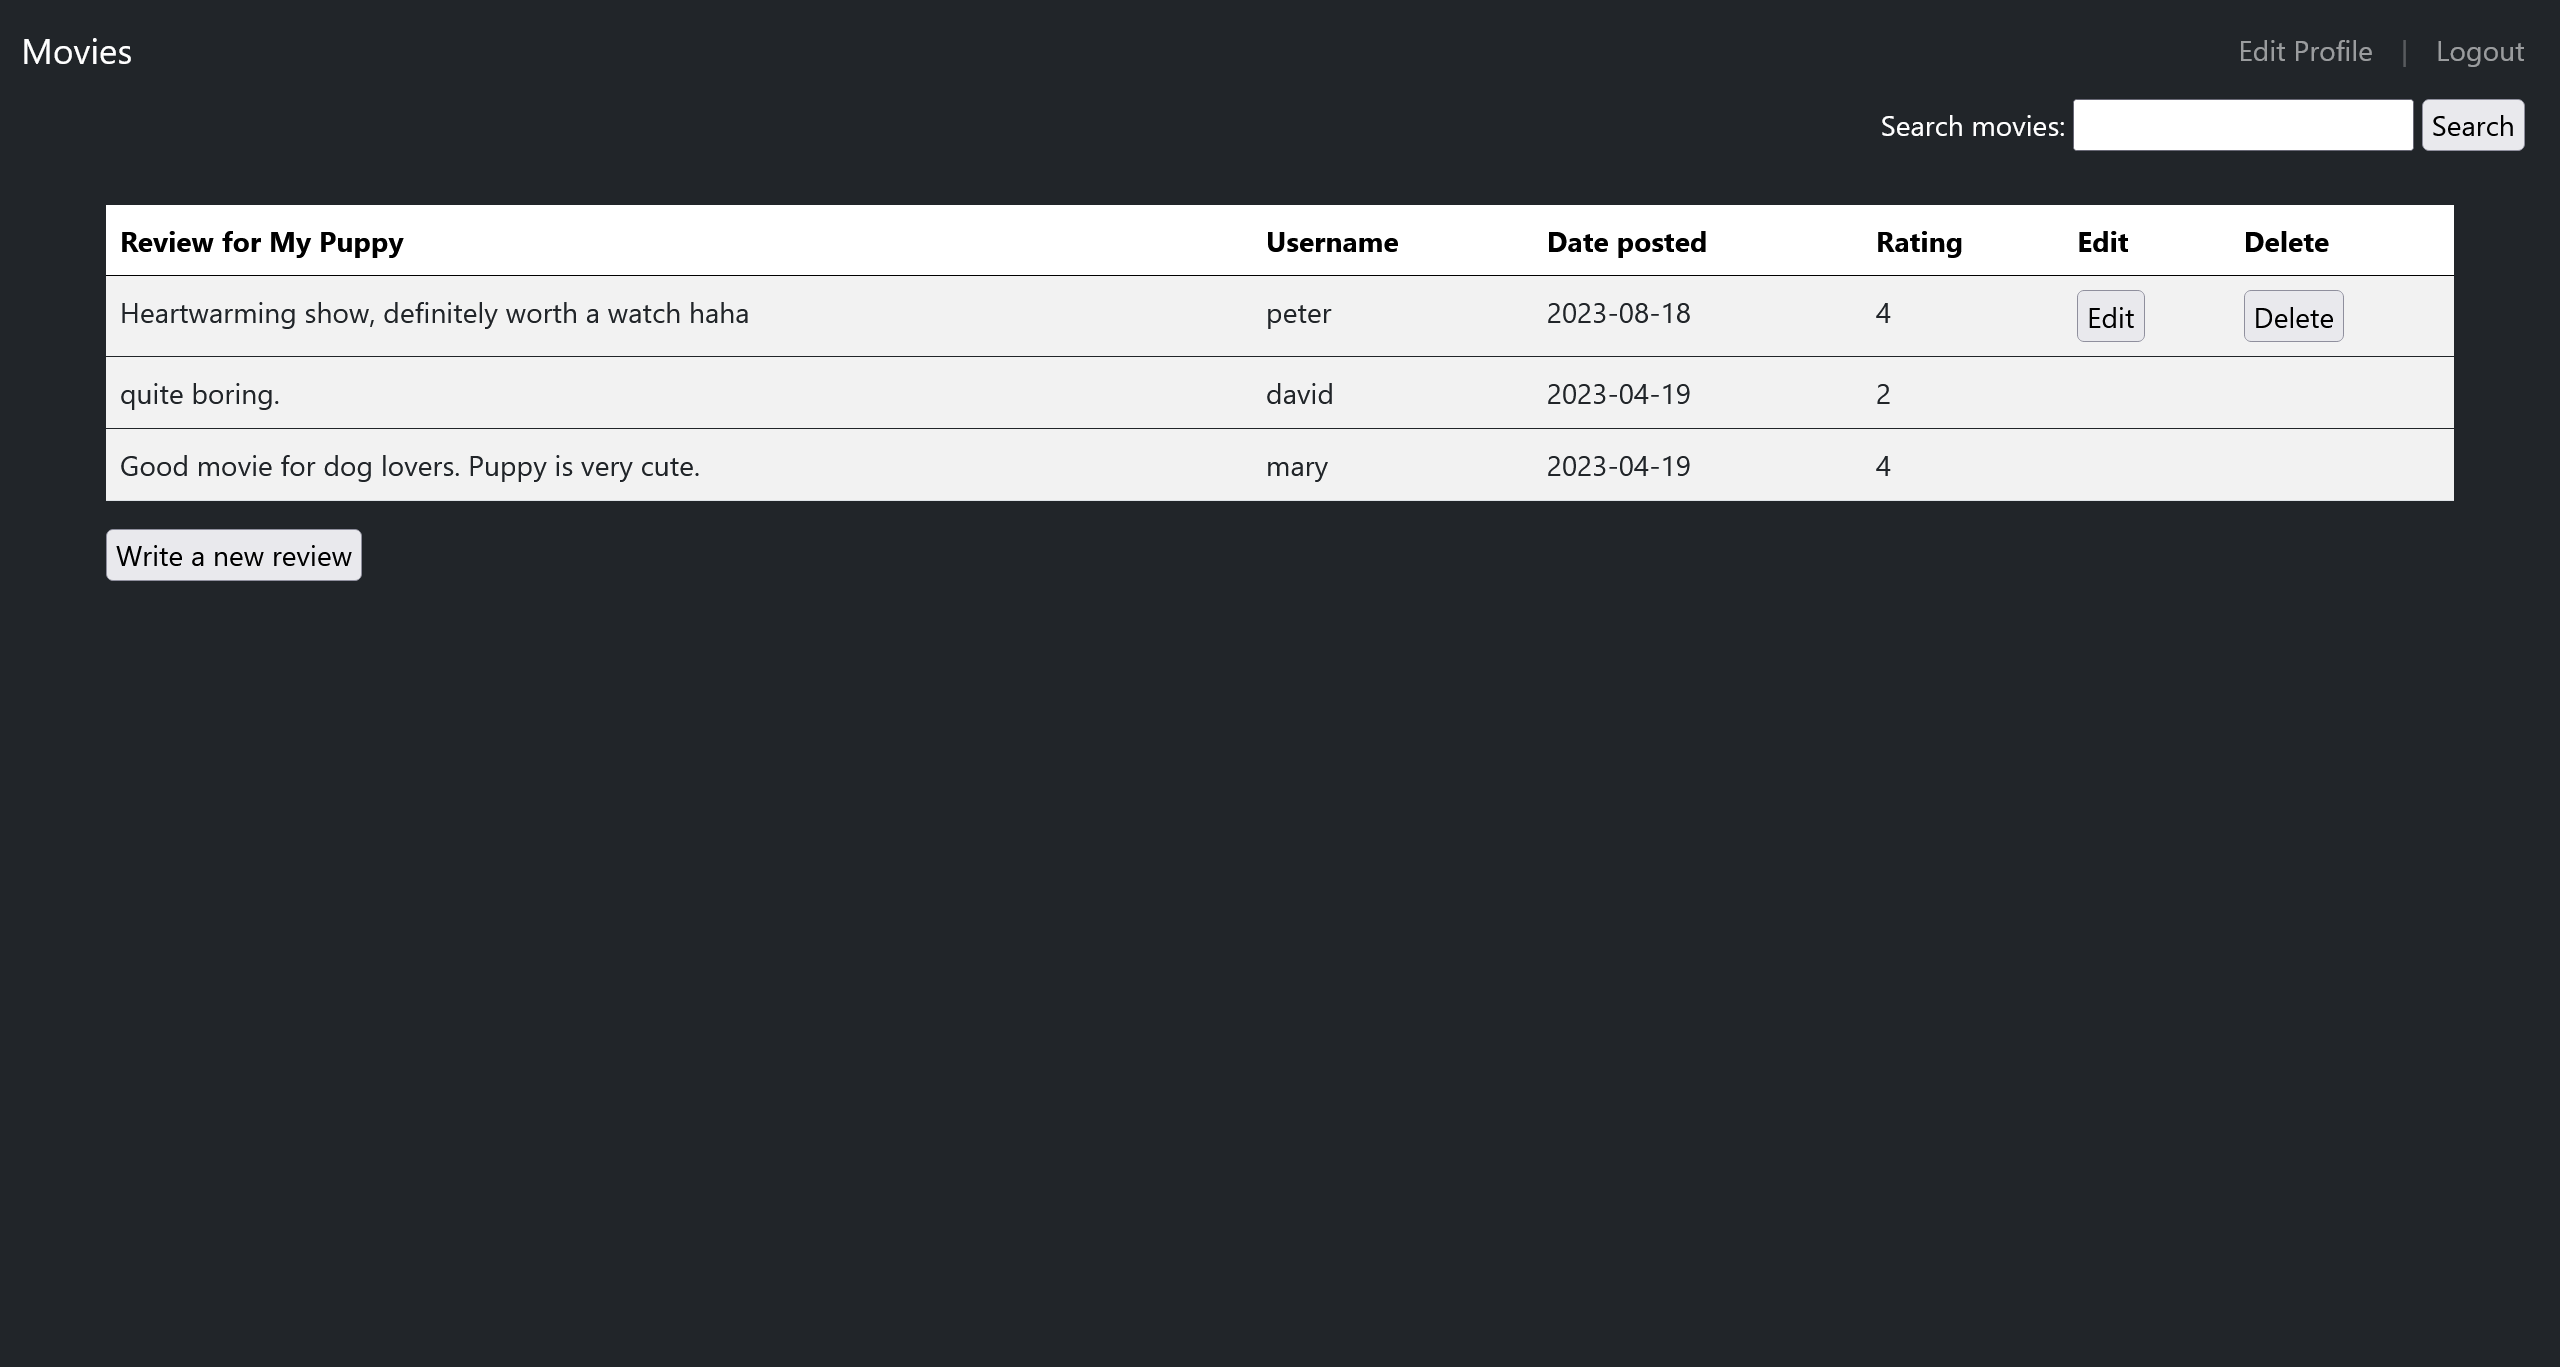 Movies
Edit Profile | Logout
Search movies: Search
Review for My Puppy Username Date posted Rating Edit Delete
Heartwarming show, definitely worth a watch haha peter 2023-08-18 4 Edit Delete
quite boring. david 2023-04-19 2
Good movie for dog lovers. Puppy is very cute. mary 2023-04-19 4
Write a new review